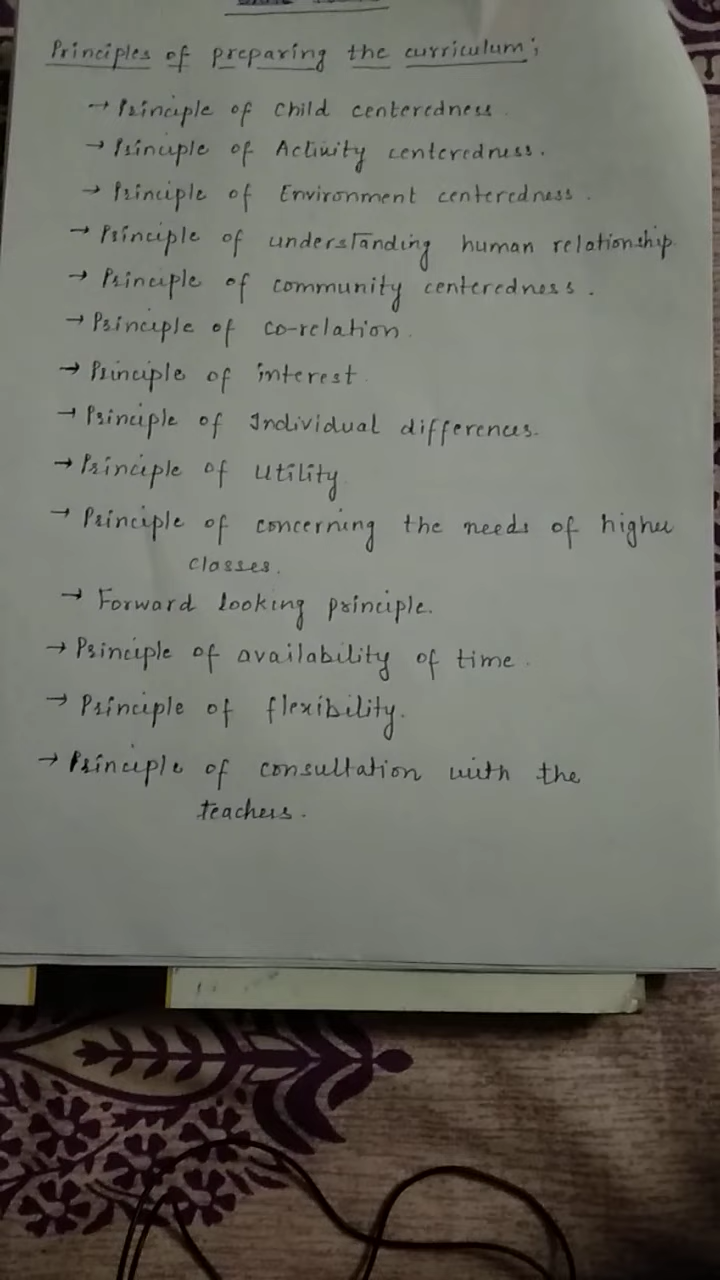 Principles of preparing the curriculum;
→ Principle of child centeredness.
→ Principle of Activity centeredness.
→ Principle of Environment centeredness.
→ Principle of understanding human relationship.
→ Principle of community centeredness.
→ Principle of co-relation.
→ Principle of interest.
→ Principle of Individual differences.
→ Principle of Utility
→ Principle of concerning the needs of higher
classes.
→ Forward looking principle.
→ Principle of availability of time.
→ Principle of flexibility.
→ Principle of consultation with the
teachers.